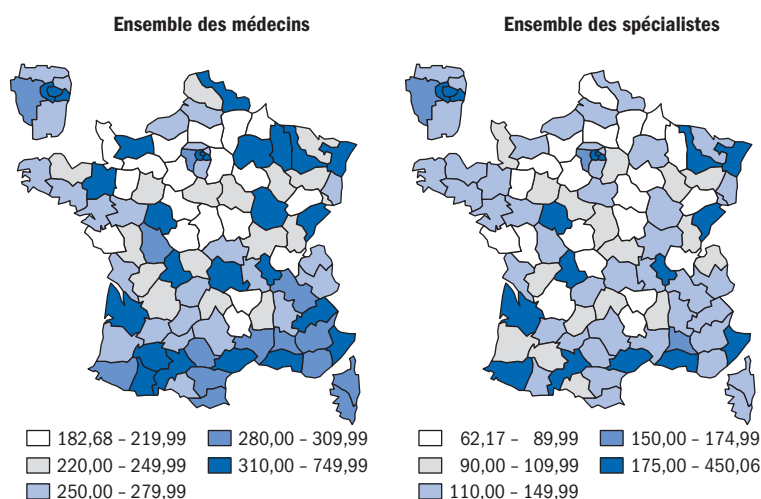 Ensemble des médecins
Ensemble des spécialistes
182,68 – 219,99
280,00 – 309,99
220,00 – 249,99
310,00 – 749,99
250,00 – 279,99
62,17 – 89,99
150,00 – 174,99
90,00 – 109,99
175,00 – 450,06
110,00 – 149,99